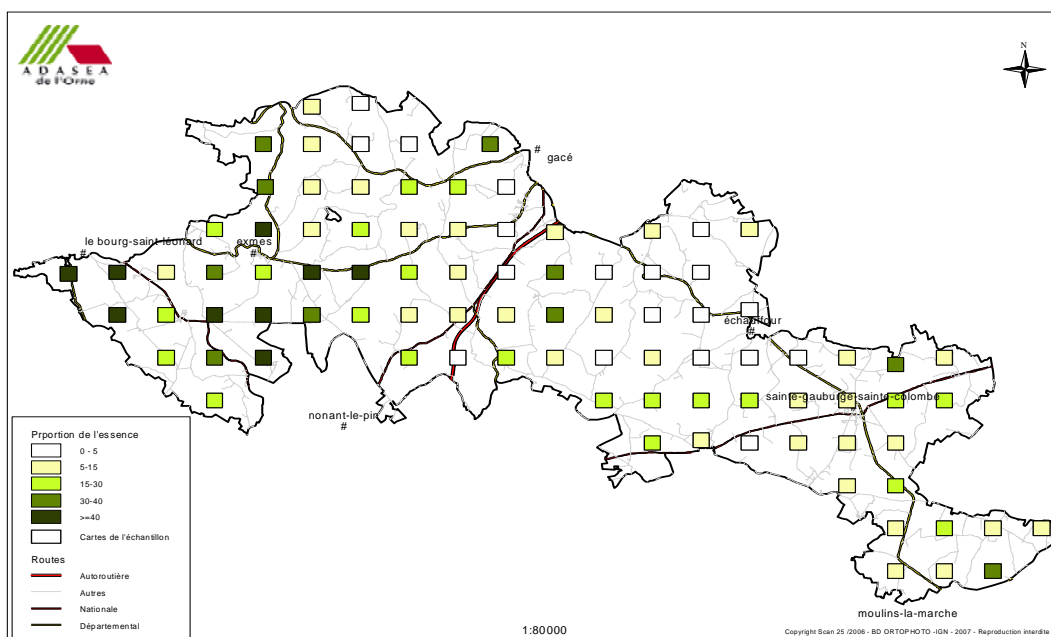 ADASEA
de l'Orne
N
# gacé
le bourg-saint-léonard
#
exmes
#
échauffour
#
sainte-gauburge-sainte-colombe
#
nonant-le-pin
#
moulins-la-marche
Prportion de l'essence
0 - 5
5-15
15-30
30-40
>=40
Cartes de l'échantillon
Routes
Autoroutière
Autres
Nationale
Départemental
1:80000
Copyright Scan 25 /2006 - BD ORTOPHOTO -IGN - 2007 - Reproduction interdite